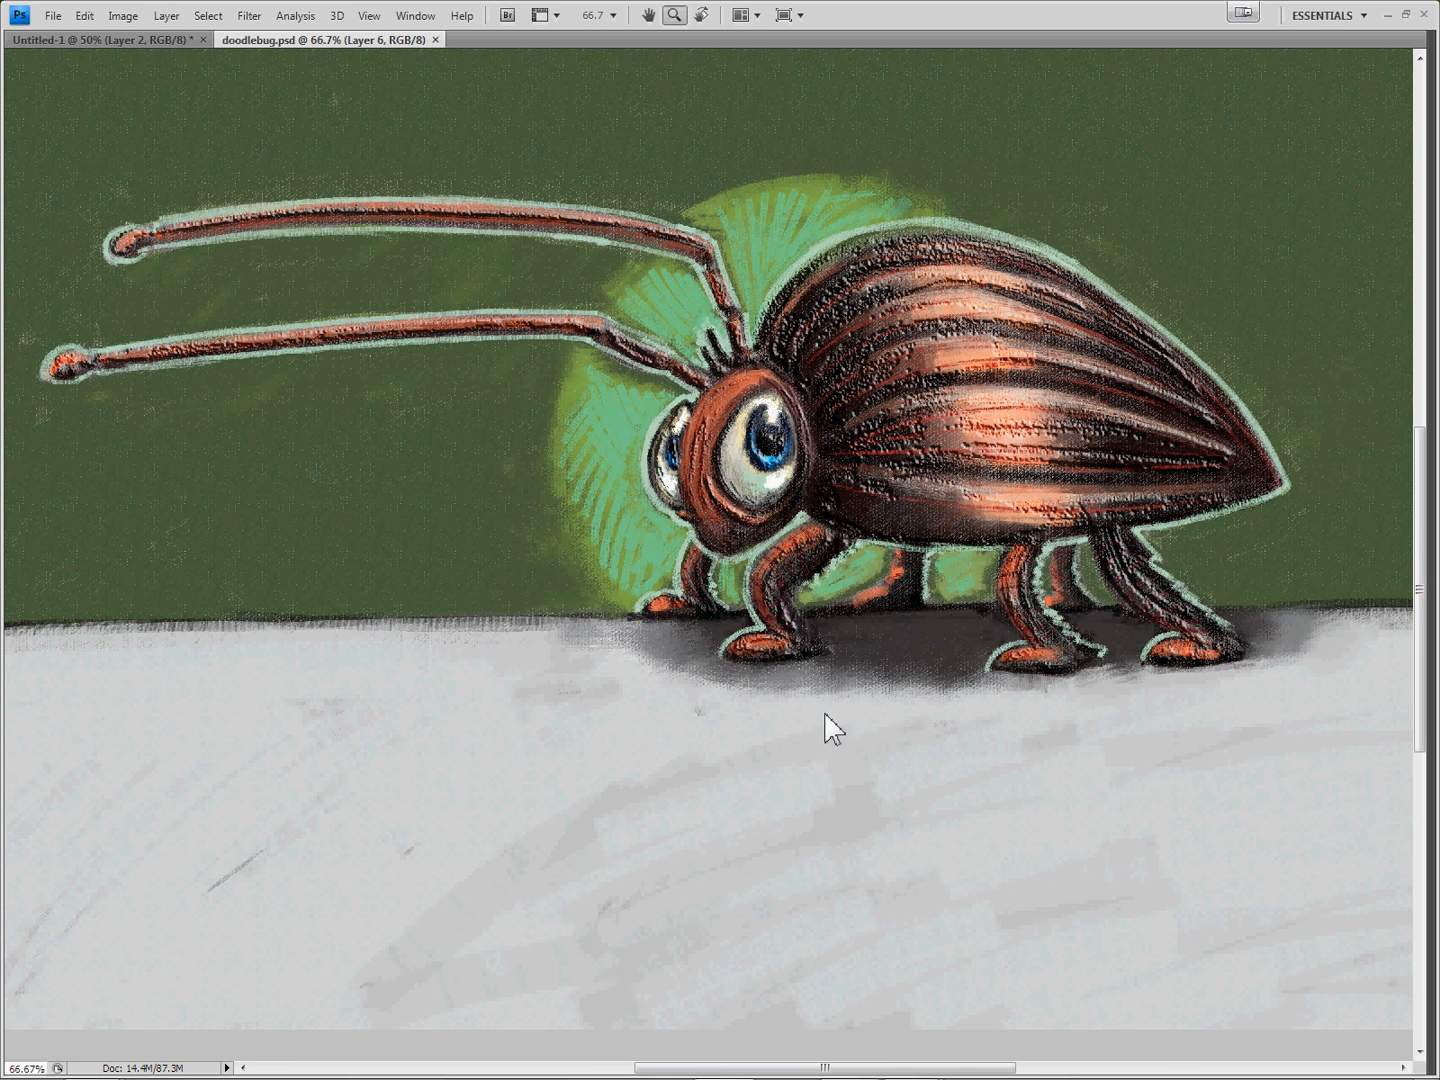 Ps File Edit Image Layer Select Filter Analysis 3D View Window Help Br 66.7 ESSENTIALS
Untitled-1 @ 50% (Layer 2, RGB/8) * × doodlebug.psd @ 66.7% (Layer 6, RGB/8) ×
66.67% Doc: 14.4M/87.3M